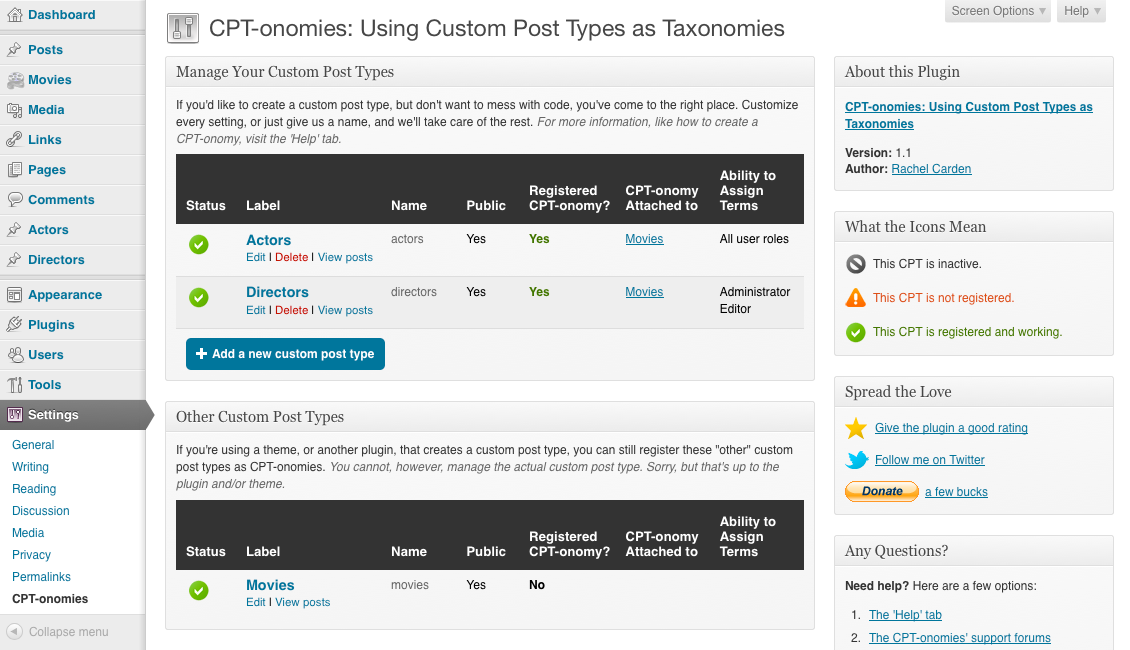 Dashboard
Posts
Movies
Media
Links
Pages
Comments
Actors
Directors
Appearance
Plugins
Users
Tools
Settings
General
Writing
Reading
Discussion
Media
Privacy
Permalinks
CPT-onomies
Collapse menu
Screen Options
Help
CPT-onomies: Using Custom Post Types as Taxonomies
Manage Your Custom Post Types
If you'd like to create a custom post type, but don't want to mess with code, you've come to the right place. Customize
every setting, or just give us a name, and we'll take care of the rest. For more information, like how to create a
CPT-onomy, visit the 'Help' tab.
Status Label Name Public Registered CPT-onomy? CPT-onomy Attached to Ability to Assign Terms
Actors actors Yes Yes Movies All user roles
Edit | Delete | View posts
Directors directors Yes Yes Movies Administrator
Edit | Delete | View posts Editor
+ Add a new custom post type
Other Custom Post Types
If you're using a theme, or another plugin, that creates a custom post type, you can still register these "other" custom
post types as CPT-onomies. You cannot, however, manage the actual custom post type. Sorry, but that's up to the
plugin and/or theme.
Status Label Name Public Registered CPT-onomy? CPT-onomy Attached to Ability to Assign Terms
Movies movies Yes No
Edit | View posts
About this Plugin
CPT-onomies: Using Custom Post Types as
Taxonomies
Version: 1.1
Author: Rachel Carden
What the Icons Mean
This CPT is inactive.
This CPT is not registered.
This CPT is registered and working.
Spread the Love
Give the plugin a good rating
Follow me on Twitter
Donate a few bucks
Any Questions?
Need help? Here are a few options:
1. The 'Help' tab
2. The CPT-onomies' support forums